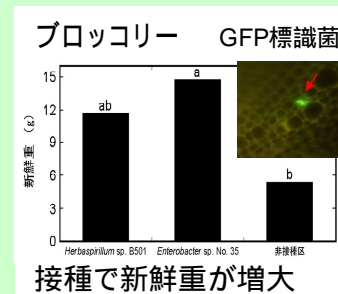 ブロッコリー GFP標識菌
15
12
9
6
3
0
新鮮重 (g)
ab
a
b
Herbaspirillum sp. B501 Enterobacter sp. No. 35 非接種区
接種で新鮮重が増大